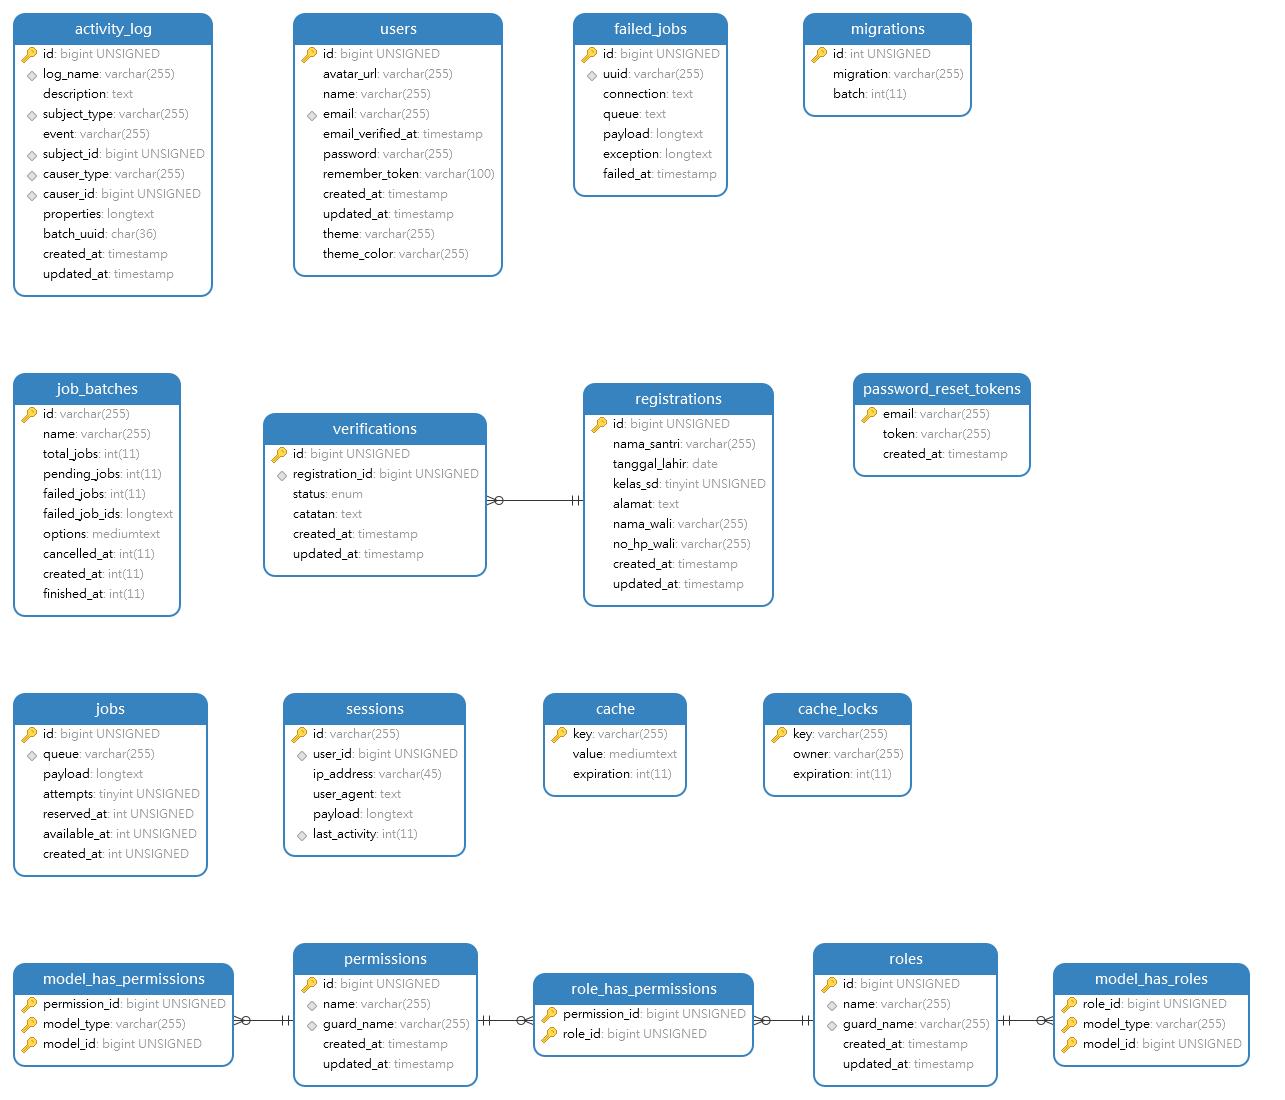 activity_log
id: bigint UNSIGNED
log_name: varchar(255)
description: text
subject_type: varchar(255)
event: varchar(255)
subject_id: bigint UNSIGNED
causer_type: varchar(255)
causer_id: bigint UNSIGNED
properties: longtext
batch_uuid: char(36)
created_at: timestamp
updated_at: timestamp
users
id: bigint UNSIGNED
avatar_url: varchar(255)
name: varchar(255)
email: varchar(255)
email_verified_at: timestamp
password: varchar(255)
remember_token: varchar(100)
created_at: timestamp
updated_at: timestamp
theme: varchar(255)
theme_color: varchar(255)
failed_jobs
id: bigint UNSIGNED
uuid: varchar(255)
connection: text
queue: text
payload: longtext
exception: longtext
failed_at: timestamp
migrations
id: int UNSIGNED
migration: varchar(255)
batch: int(11)
job_batches
id: varchar(255)
name: varchar(255)
total_jobs: int(11)
pending_jobs: int(11)
failed_jobs: int(11)
failed_job_ids: longtext
options: mediumtext
cancelled_at: int(11)
created_at: int(11)
finished_at: int(11)
verifications
id: bigint UNSIGNED
registration_id: bigint UNSIGNED
status: enum
catatan: text
created_at: timestamp
updated_at: timestamp
registrations
id: bigint UNSIGNED
nama_santri: varchar(255)
tanggal_lahir: date
kelas_sd: tinyint UNSIGNED
alamat: text
nama_wali: varchar(255)
no_hp_wali: varchar(255)
created_at: timestamp
updated_at: timestamp
password_reset_tokens
email: varchar(255)
token: varchar(255)
created_at: timestamp
jobs
id: bigint UNSIGNED
queue: varchar(255)
payload: longtext
attempts: tinyint UNSIGNED
reserved_at: int UNSIGNED
available_at: int UNSIGNED
created_at: int UNSIGNED
sessions
id: varchar(255)
user_id: bigint UNSIGNED
ip_address: varchar(45)
user_agent: text
payload: longtext
last_activity: int(11)
cache
key: varchar(255)
value: mediumtext
expiration: int(11)
cache_locks
key: varchar(255)
owner: varchar(255)
expiration: int(11)
model_has_permissions
permission_id: bigint UNSIGNED
model_type: varchar(255)
model_id: bigint UNSIGNED
permissions
id: bigint UNSIGNED
name: varchar(255)
guard_name: varchar(255)
created_at: timestamp
updated_at: timestamp
role_has_permissions
permission_id: bigint UNSIGNED
role_id: bigint UNSIGNED
roles
id: bigint UNSIGNED
name: varchar(255)
guard_name: varchar(255)
created_at: timestamp
updated_at: timestamp
model_has_roles
role_id: bigint UNSIGNED
model_type: varchar(255)
model_id: bigint UNSIGNED